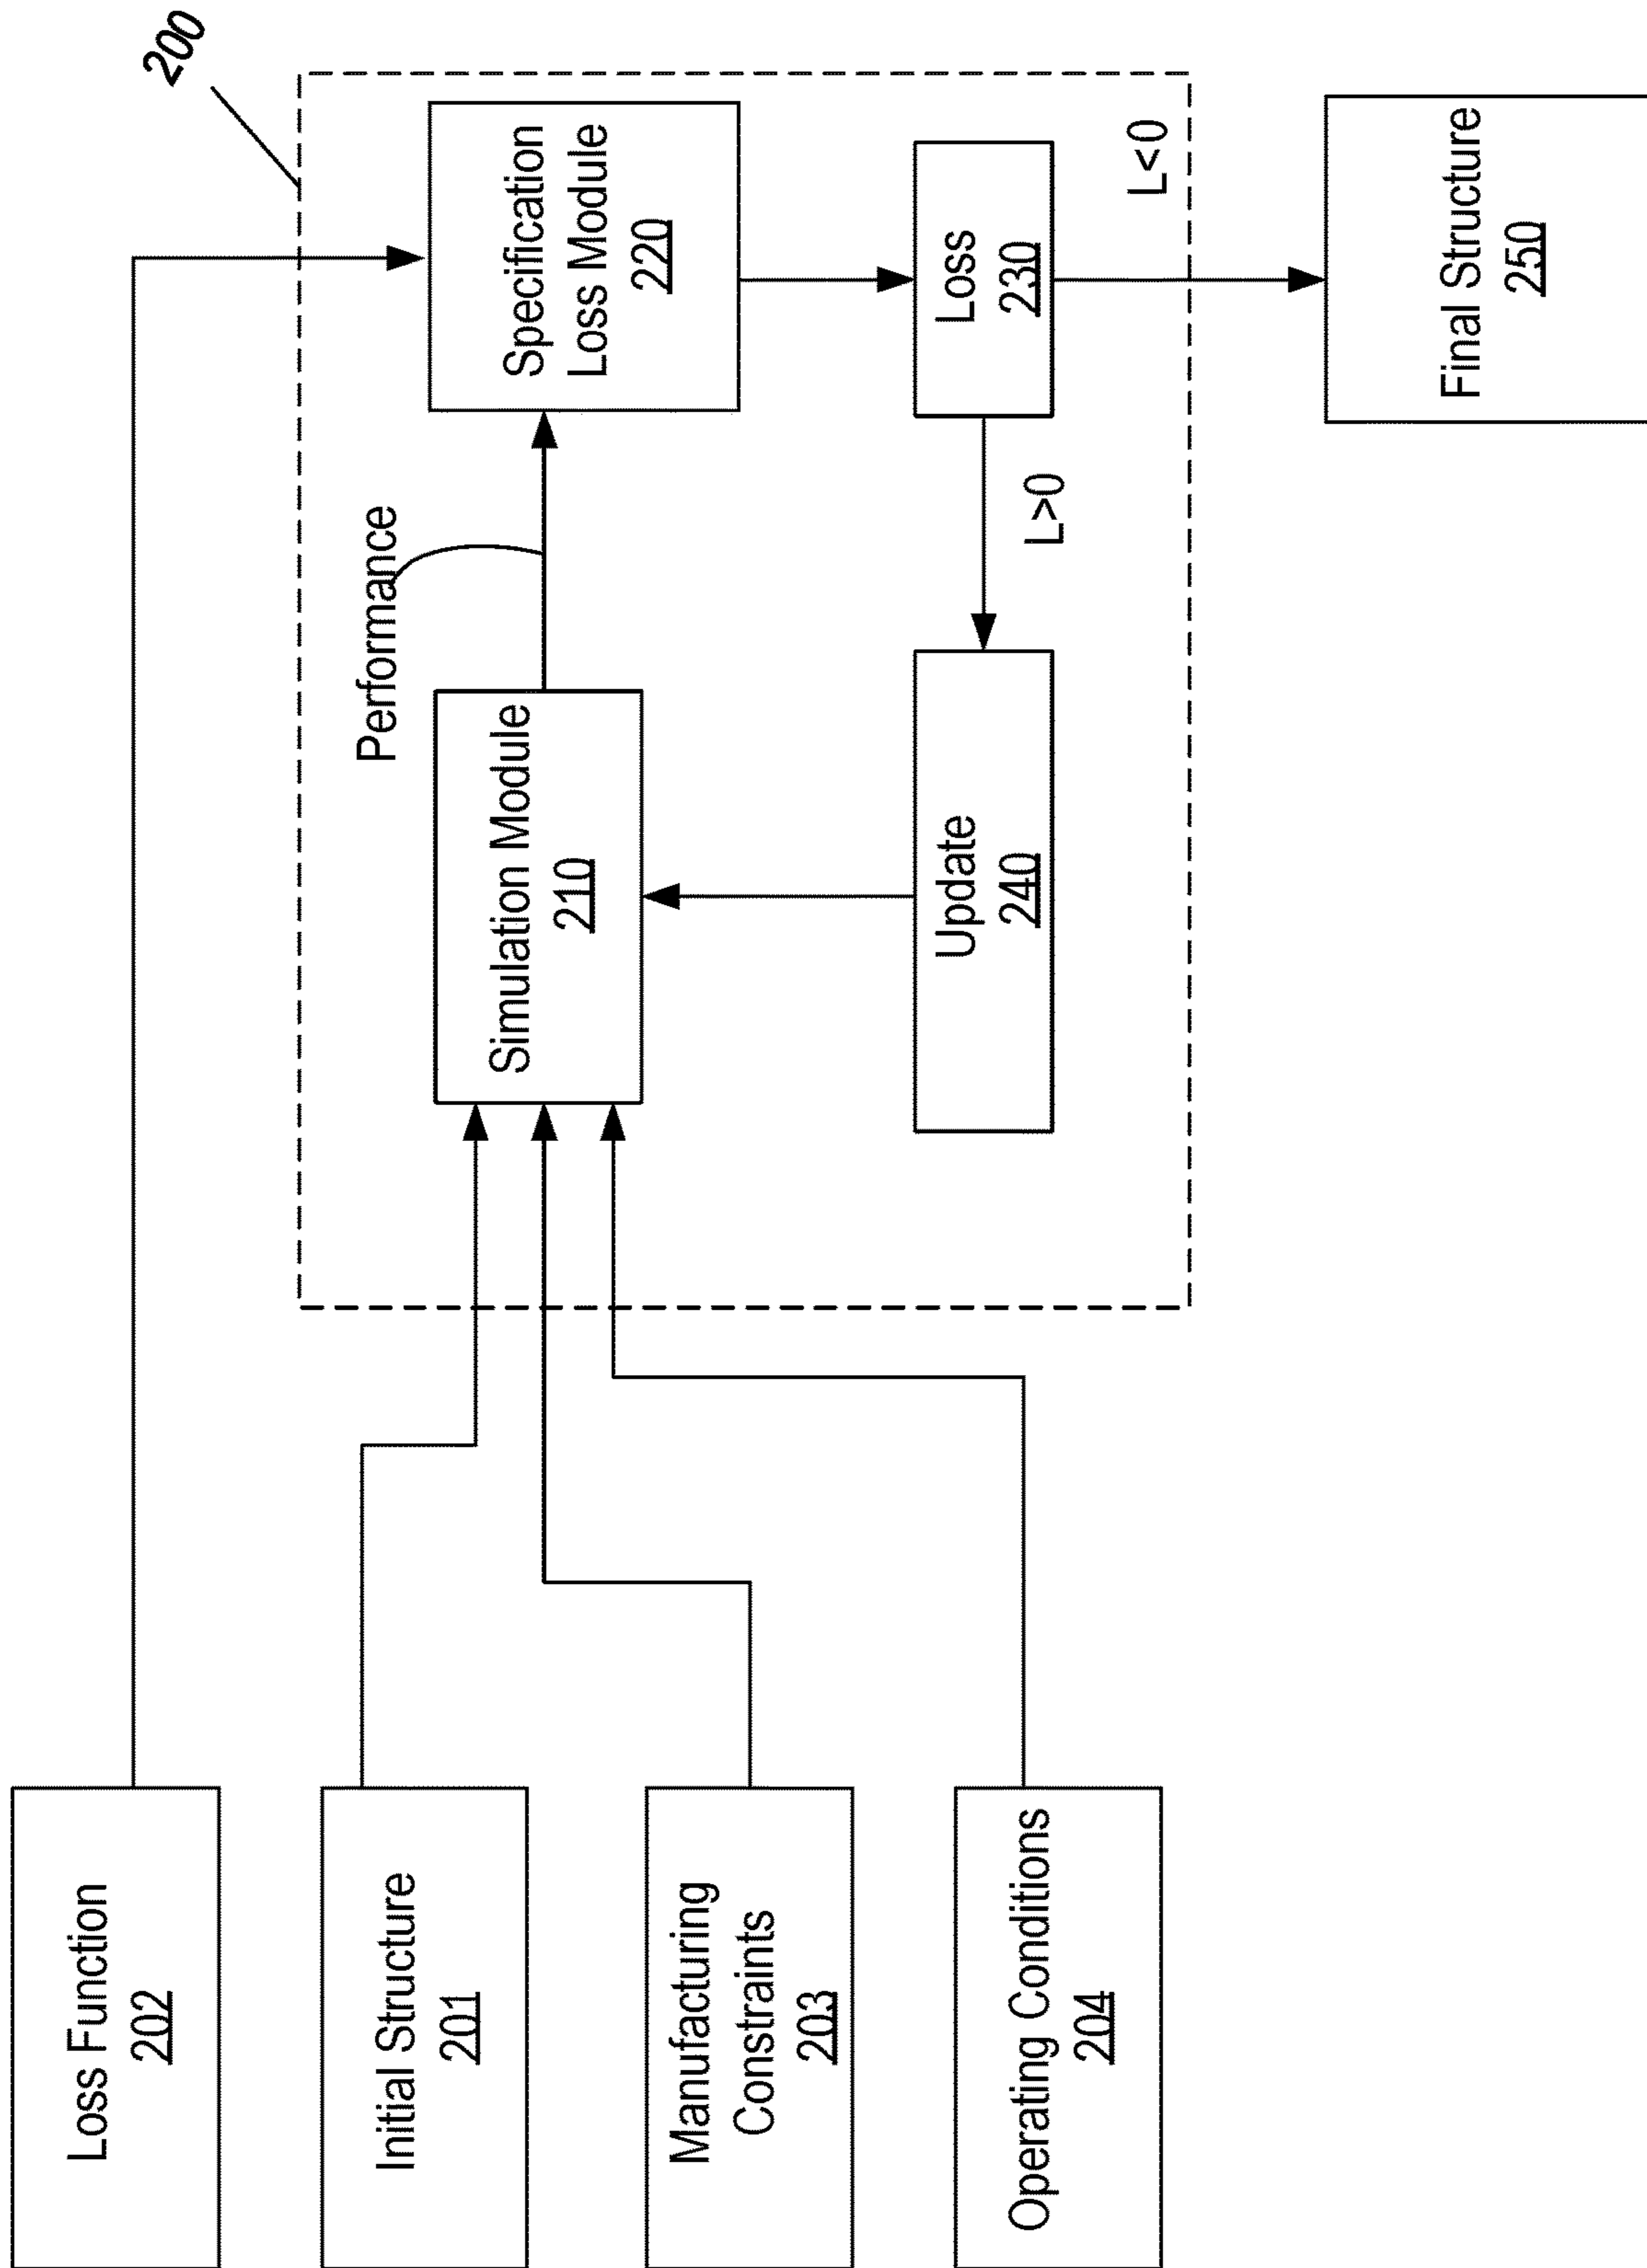 200
Loss Function
202
Initial Structure
201
Manufacturing
Constraints
203
Operating Conditions
204
Simulation Module
210
Performance
Specification
Loss Module
220
Loss
230
L>0
L<0
Update
240
Final Structure
250